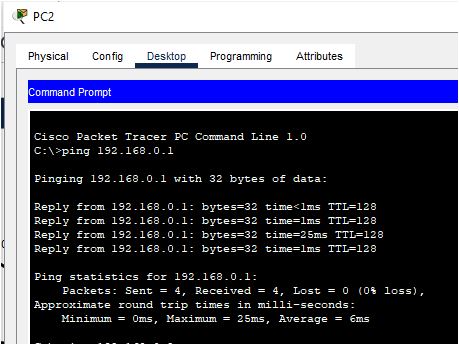 PC2
Physical Config Desktop Programming Attributes
Command Prompt
Cisco Packet Tracer PC Command Line 1.0
C:\>ping 192.168.0.1
Pinging 192.168.0.1 with 32 bytes of data:
Reply from 192.168.0.1: bytes=32 time<1ms TTL=128
Reply from 192.168.0.1: bytes=32 time=1ms TTL=128
Reply from 192.168.0.1: bytes=32 time=25ms TTL=128
Reply from 192.168.0.1: bytes=32 time=1ms TTL=128
Ping statistics for 192.168.0.1:
Packets: Sent = 4, Received = 4, Lost = 0 (0% loss),
Approximate round trip times in milli-seconds:
Minimum = 0ms, Maximum = 25ms, Average = 6ms